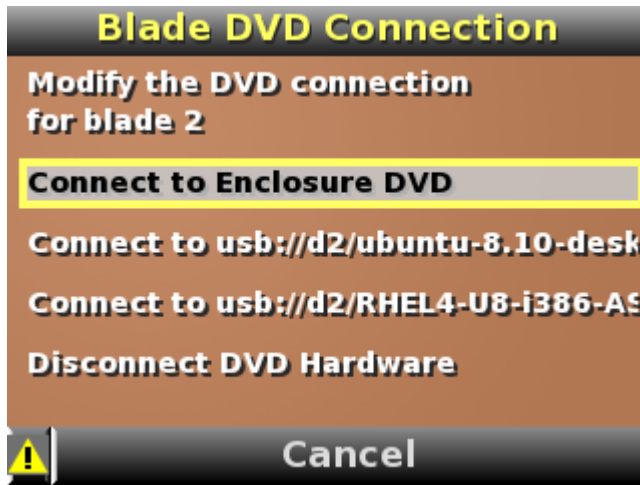 Blade DVD Connection
Modify the DVD connection
for blade 2
Connect to Enclosure DVD
Connect to usb://d2/ubuntu-8.10-desk
Connect to usb://d2/RHEL4-U8-i386-AS
Disconnect DVD Hardware
Cancel